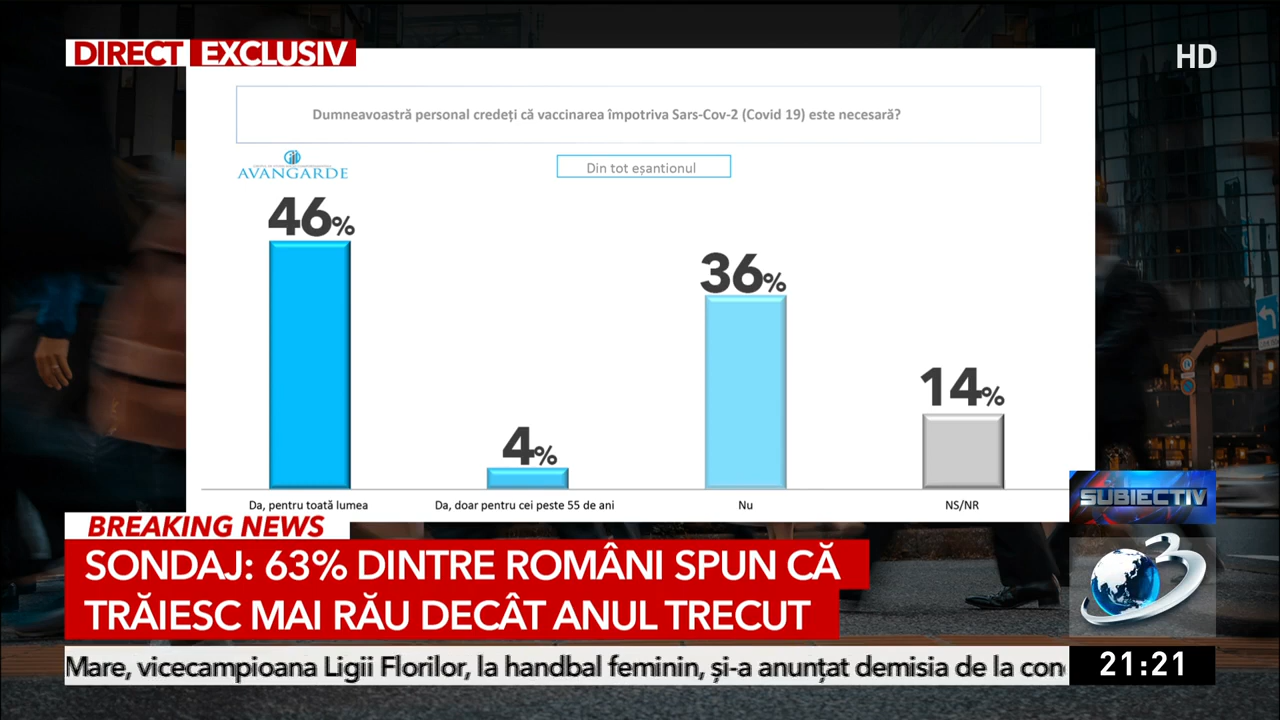 DIRECT EXCLUSIV
HD
Dumneavoastră personal credeți că vaccinarea împotriva Sars-Cov-2 (Covid 19) este necesară?
AVANGARDE
Din tot eșantionul
46%
4%
36%
14%
Da, pentru toată lumea
Da, doar pentru cei peste 55 de ani
Nu
NS/NR
SUBIECTIV
BREAKING NEWS
SONDAJ: 63% DINTRE ROMÂNI SPUN CĂ
TRĂIESC MAI RĂU DECÂT ANUL TRECUT
3
Mare, vicecampioana Ligii Florilor, la handbal feminin, și-a anunțat demisia de la con
21:21